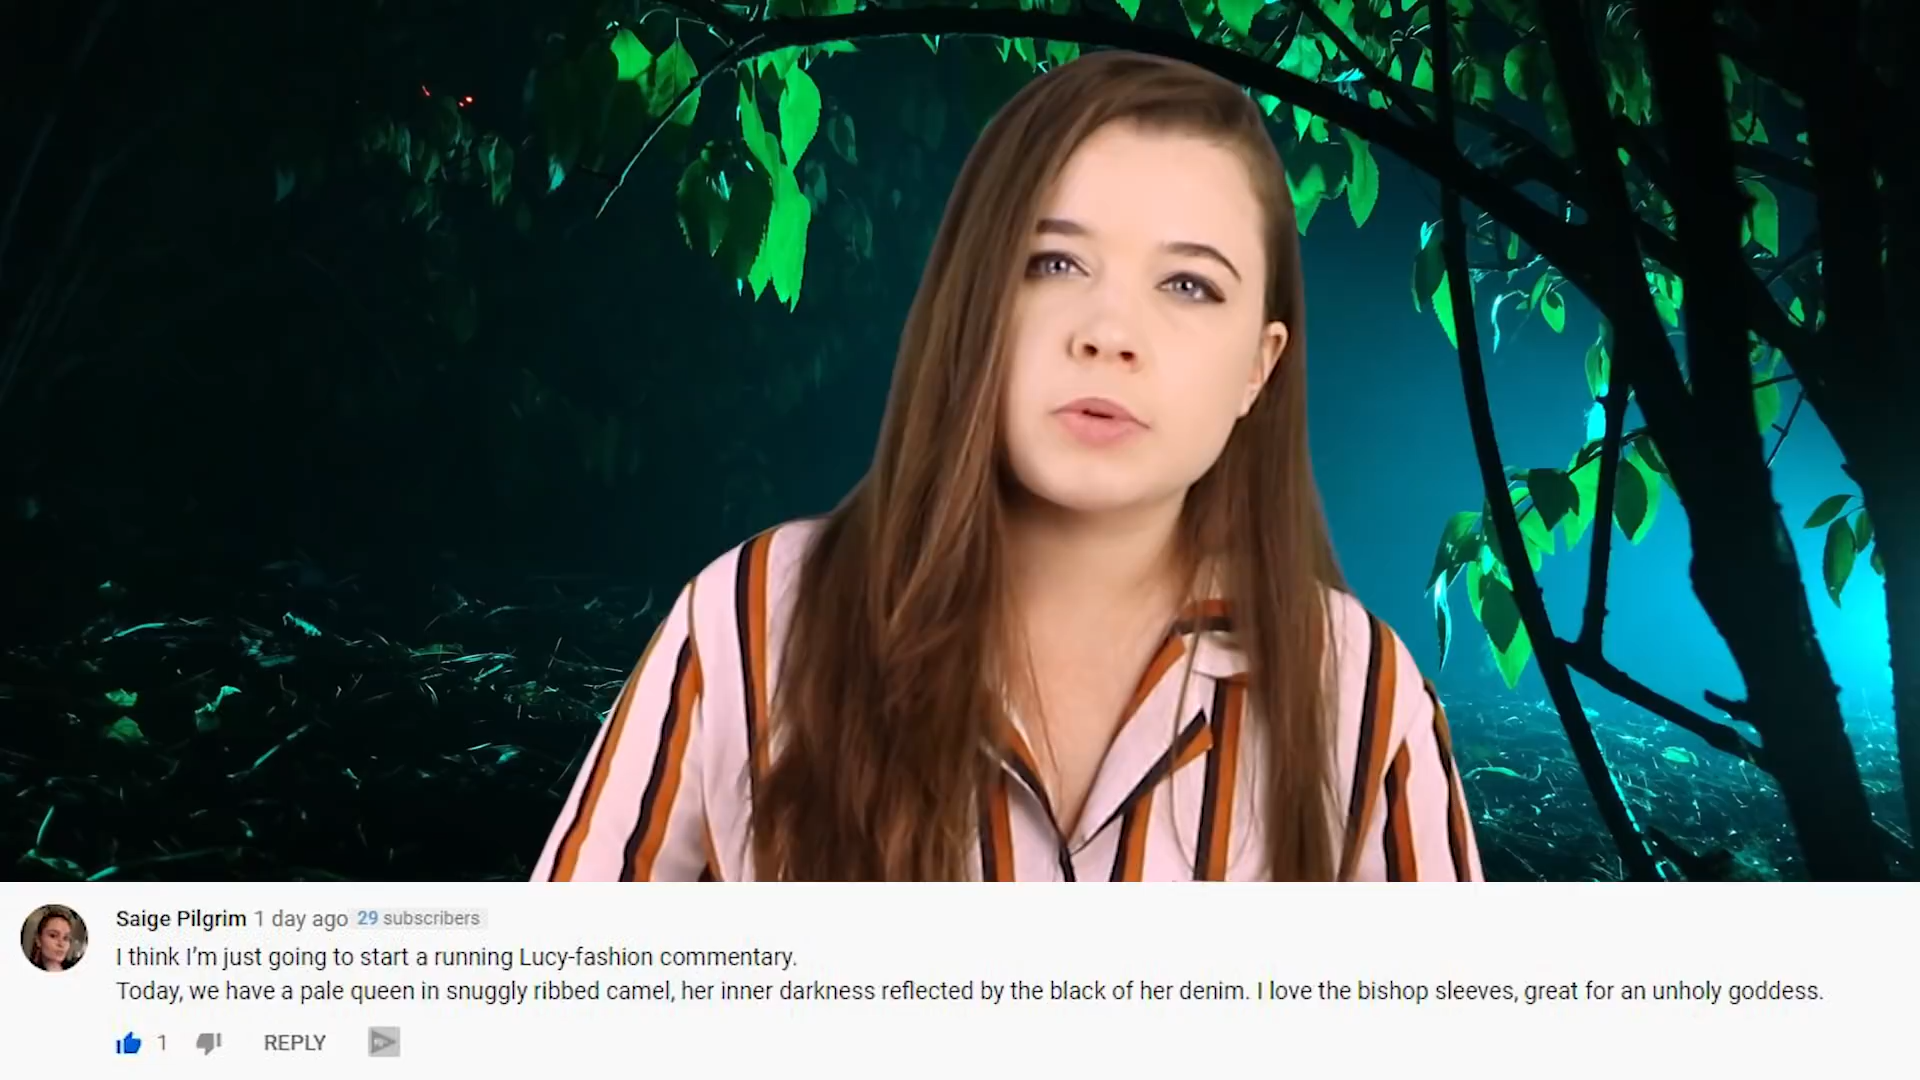 Saige Pilgrim 1 day ago 29 subscribers
I think I’m just going to start a running Lucy-fashion commentary.
Today, we have a pale queen in snuggly ribbed camel, her inner darkness reflected by the black of her denim. I love the bishop sleeves, great for an unholy goddess.
1 REPLY